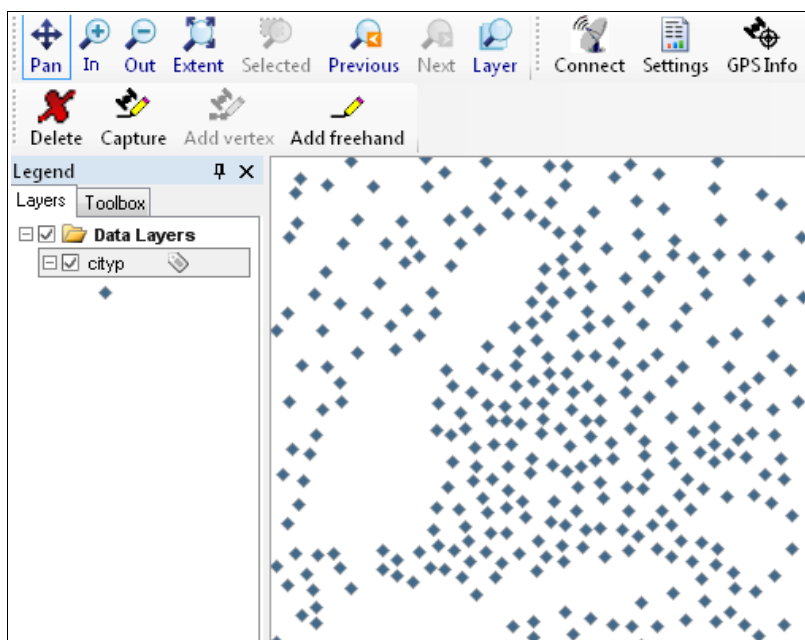 Pan In Out Extent Selected Previous Next Layer Connect Settings GPS Info
Delete Capture Add vertex Add freehand
Legend
Layers Toolbox
Data Layers
cityp